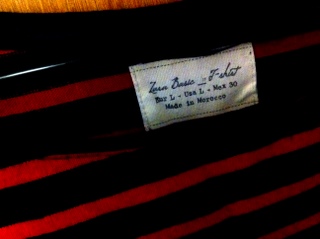 Zara Basic _ T-shirt
Eur L - Usa L - Mex 30
Made in Morocco